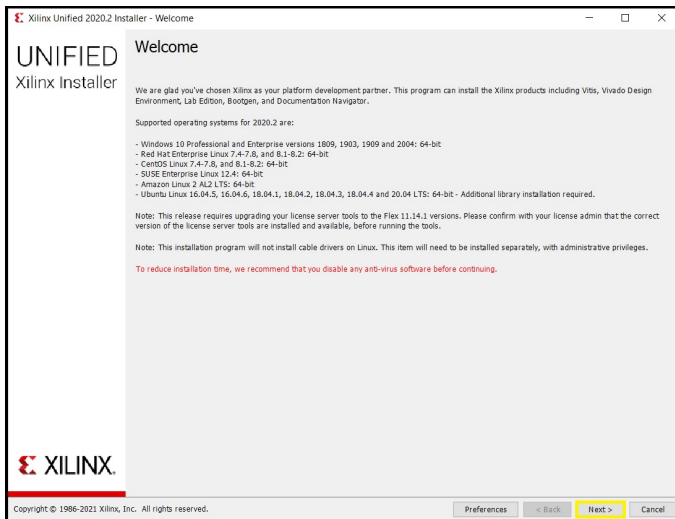 Xilinx Unified 2020.2 Installer - Welcome
UNIFIED
Xilinx Installer
Welcome
We are glad you've chosen Xilinx as your platform development partner. This program can install the Xilinx products including Vitis, Vivado Design
Environment, Lab Edition, Bootgen, and Documentation Navigator.
Supported operating systems for 2020.2 are:
- Windows 10 Professional and Enterprise versions 1809, 1903, 1909 and 2004: 64-bit
- Red Hat Enterprise Linux 7.4-7.8, and 8.1-8.2: 64-bit
- CentOS Linux 7.4-7.8, and 8.1-8.2: 64-bit
- SUSE Enterprise Linux 12.4: 64-bit
- Amazon Linux 2 AL2 LTS: 64-bit
- Ubuntu Linux 16.04.5, 16.04.6, 18.04.1, 18.04.2, 18.04.3, 18.04.4 and 20.04 LTS: 64-bit - Additional library installation required.
Note: This release requires upgrading your license server tools to the Flex 11.14.1 versions. Please confirm with your license admin that the correct
version of the license server tools are installed and available, before running the tools.
Note: This installation program will not install cable drivers on Linux. This item will need to be installed separately, with administrative privileges.
To reduce installation time, we recommend that you disable any anti-virus software before continuing.
XILINX.
Copyright © 1986-2021 Xilinx, Inc. All rights reserved.
Preferences
< Back
Next >
Cancel